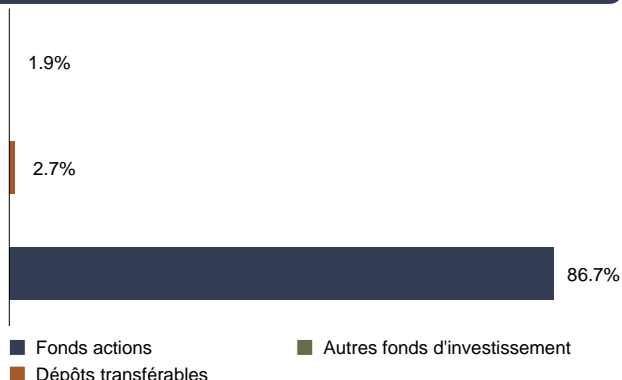 1.9%
2.7%
86.7%
Fonds actions
Autres fonds d'investissement
Dépôts transférables